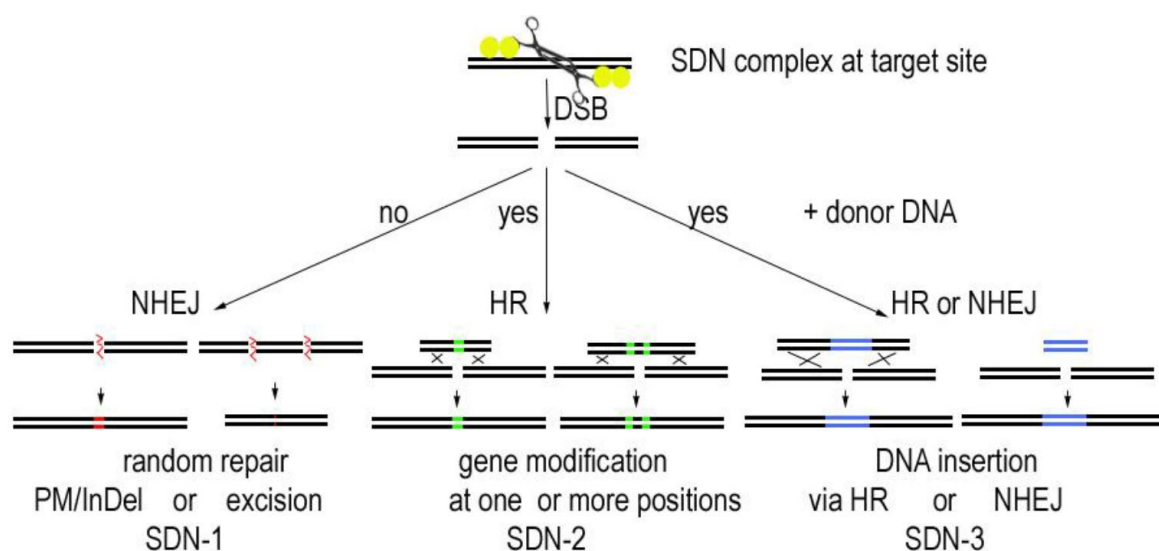 SDN complex at target site
DSB
no yes yes + donor DNA
NHEJ HR HR or NHEJ
random repair gene modification DNA insertion
PM/InDel or excision at one or more positions via HR or NHEJ
SDN-1 SDN-2 SDN-3